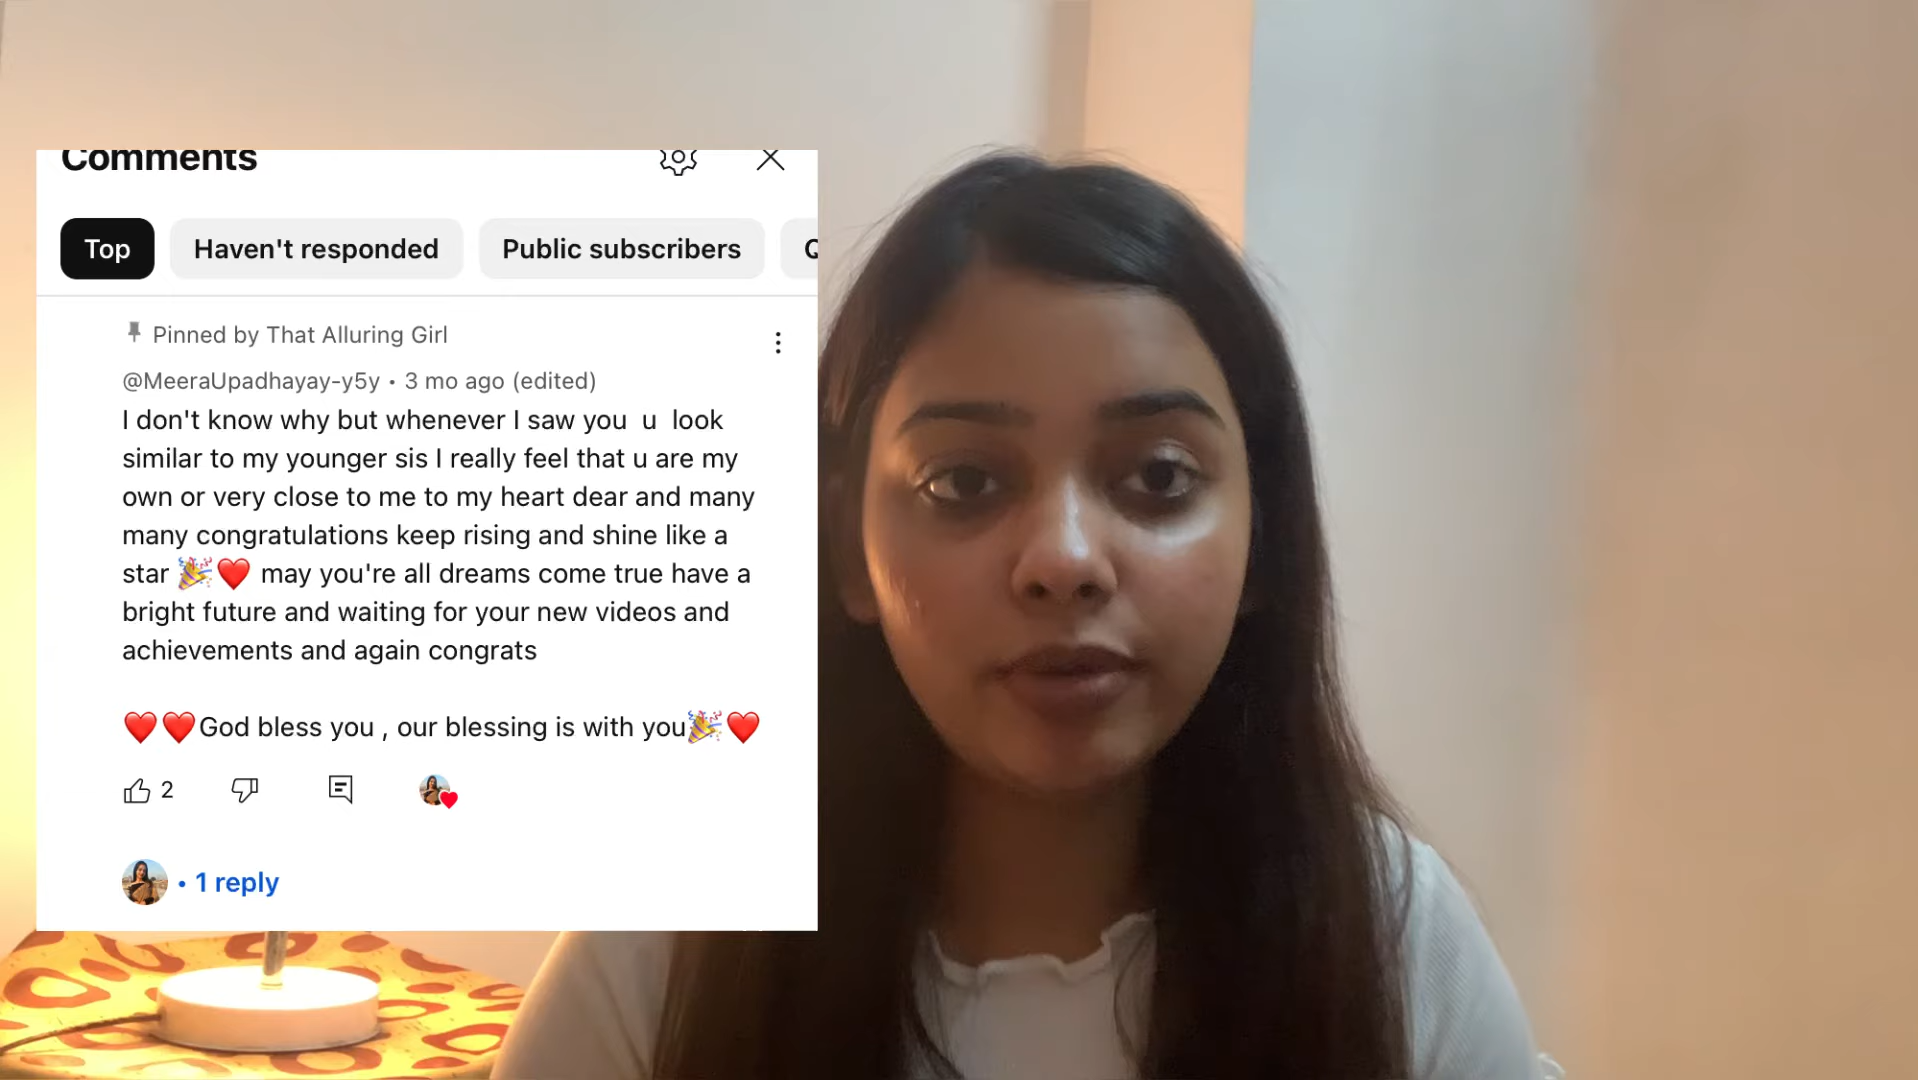 Comments
Top
Haven't responded
Public subscribers
Pinned by That Alluring Girl
@MeeraUpadhayay-y5y • 3 mo ago (edited)
I don't know why but whenever I saw you u look
similar to my younger sis I really feel that u are my
own or very close to me to my heart dear and many
many congratulations keep rising and shine like a
star 🎉❤️ may you're all dreams come true have a
bright future and waiting for your new videos and
achievements and again congrats
❤️❤️God bless you , our blessing is with you🎉❤️
2
• 1 reply